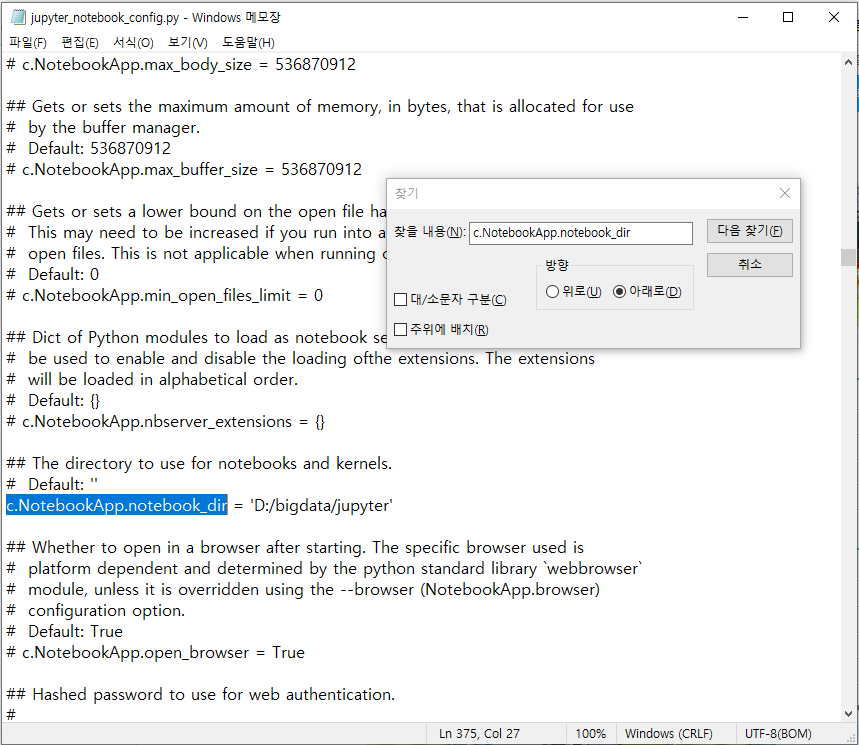 jupyter_notebook_config.py - Windows 메모장
파일(F) 편집(E) 서식(O) 보기(V) 도움말(H)
# c.NotebookApp.max_body_size = 536870912
## Gets or sets the maximum amount of memory, in bytes, that is allocated for use
#  by the buffer manager.
#  Default: 536870912
# c.NotebookApp.max_buffer_size = 536870912
## Gets or sets a lower bound on the open file ha
#  This may need to be increased if you run into a
#  open files. This is not applicable when running
#  Default: 0
# c.NotebookApp.min_open_files_limit = 0
## Dict of Python modules to load as notebook se
#  be used to enable and disable the loading ofthe extensions. The extensions
#  will be loaded in alphabetical order.
#  Default: {}
# c.NotebookApp.nbserver_extensions = {}
## The directory to use for notebooks and kernels.
#  Default: ''
c.NotebookApp.notebook_dir = 'D:/bigdata/jupyter'
## Whether to open in a browser after starting. The specific browser used is
#  platform dependent and determined by the python standard library `webbrowser`
#  module, unless it is overridden using the --browser (NotebookApp.browser)
#  configuration option.
#  Default: True
# c.NotebookApp.open_browser = True
## Hashed password to use for web authentication.
#
찾기
찾을 내용(N): c.NotebookApp.notebook_dir 다음 찾기(F)
취소
방향
위로(U) 아래로(D)
대/소문자 구분(C)
주위에 배치(R)
Ln 375, Col 27 100% Windows (CRLF) UTF-8(BOM)